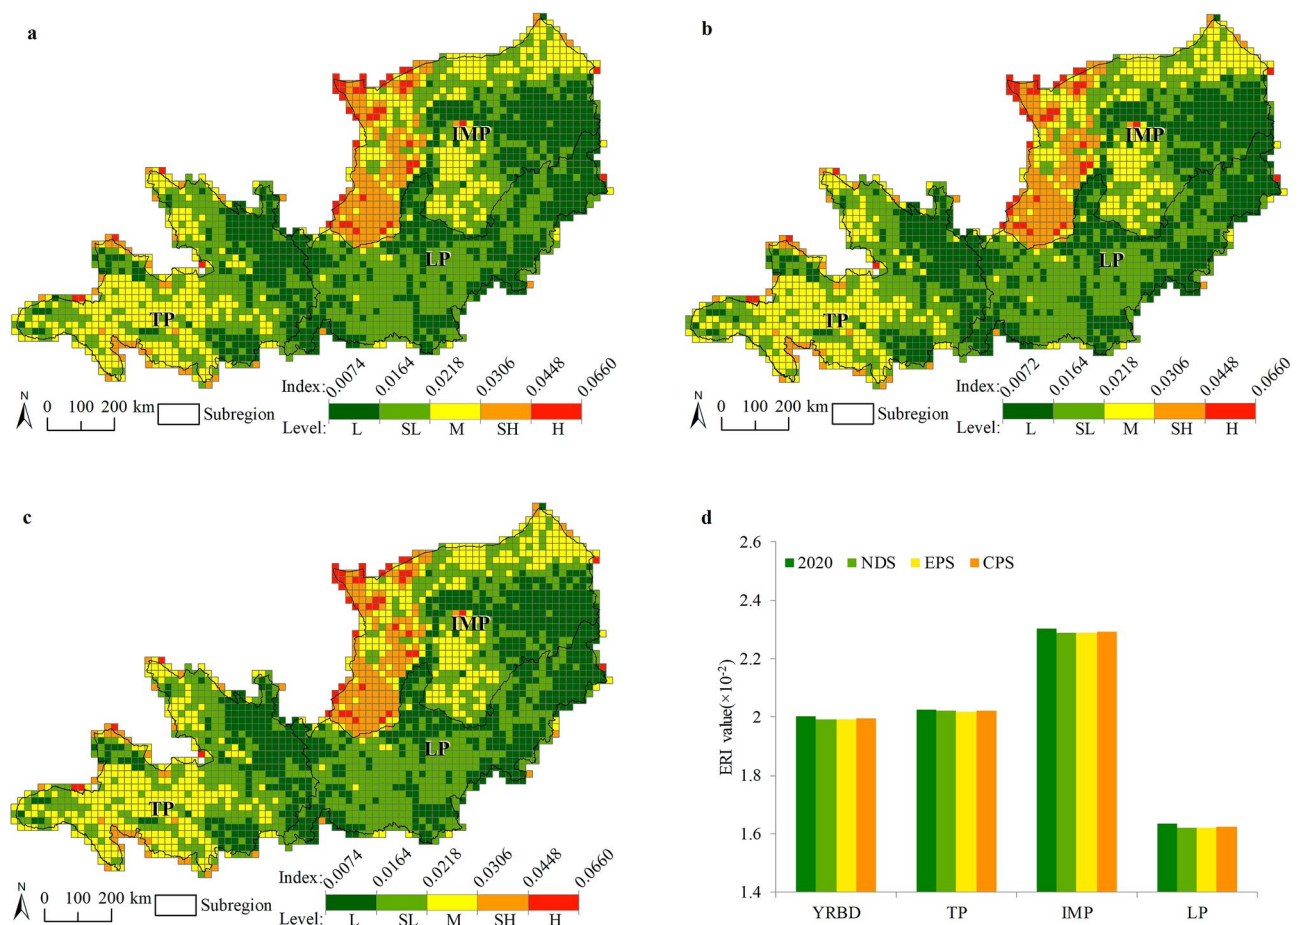 a
IMP
LP
TP
Index: 0.0074 0.0164 0.0218 0.0306 0.0448 0.0660
N
0 100 200 km Subregion
Level: L SL M SH H
b
IMP
LP
TP
Index: 0.0072 0.0164 0.0218 0.0306 0.0448 0.0660
N
0 100 200 km Subregion
Level: L SL M SH H
c
IMP
LP
TP
Index: 0.0074 0.0164 0.0218 0.0306 0.0448 0.0660
N
0 100 200 km Subregion
Level: L SL M SH H
d
2020 NDS EPS CPS
ERI value(×10-2)
2.6
2.4
2.2
2
1.8
1.6
1.4
YRBD TP IMP LP